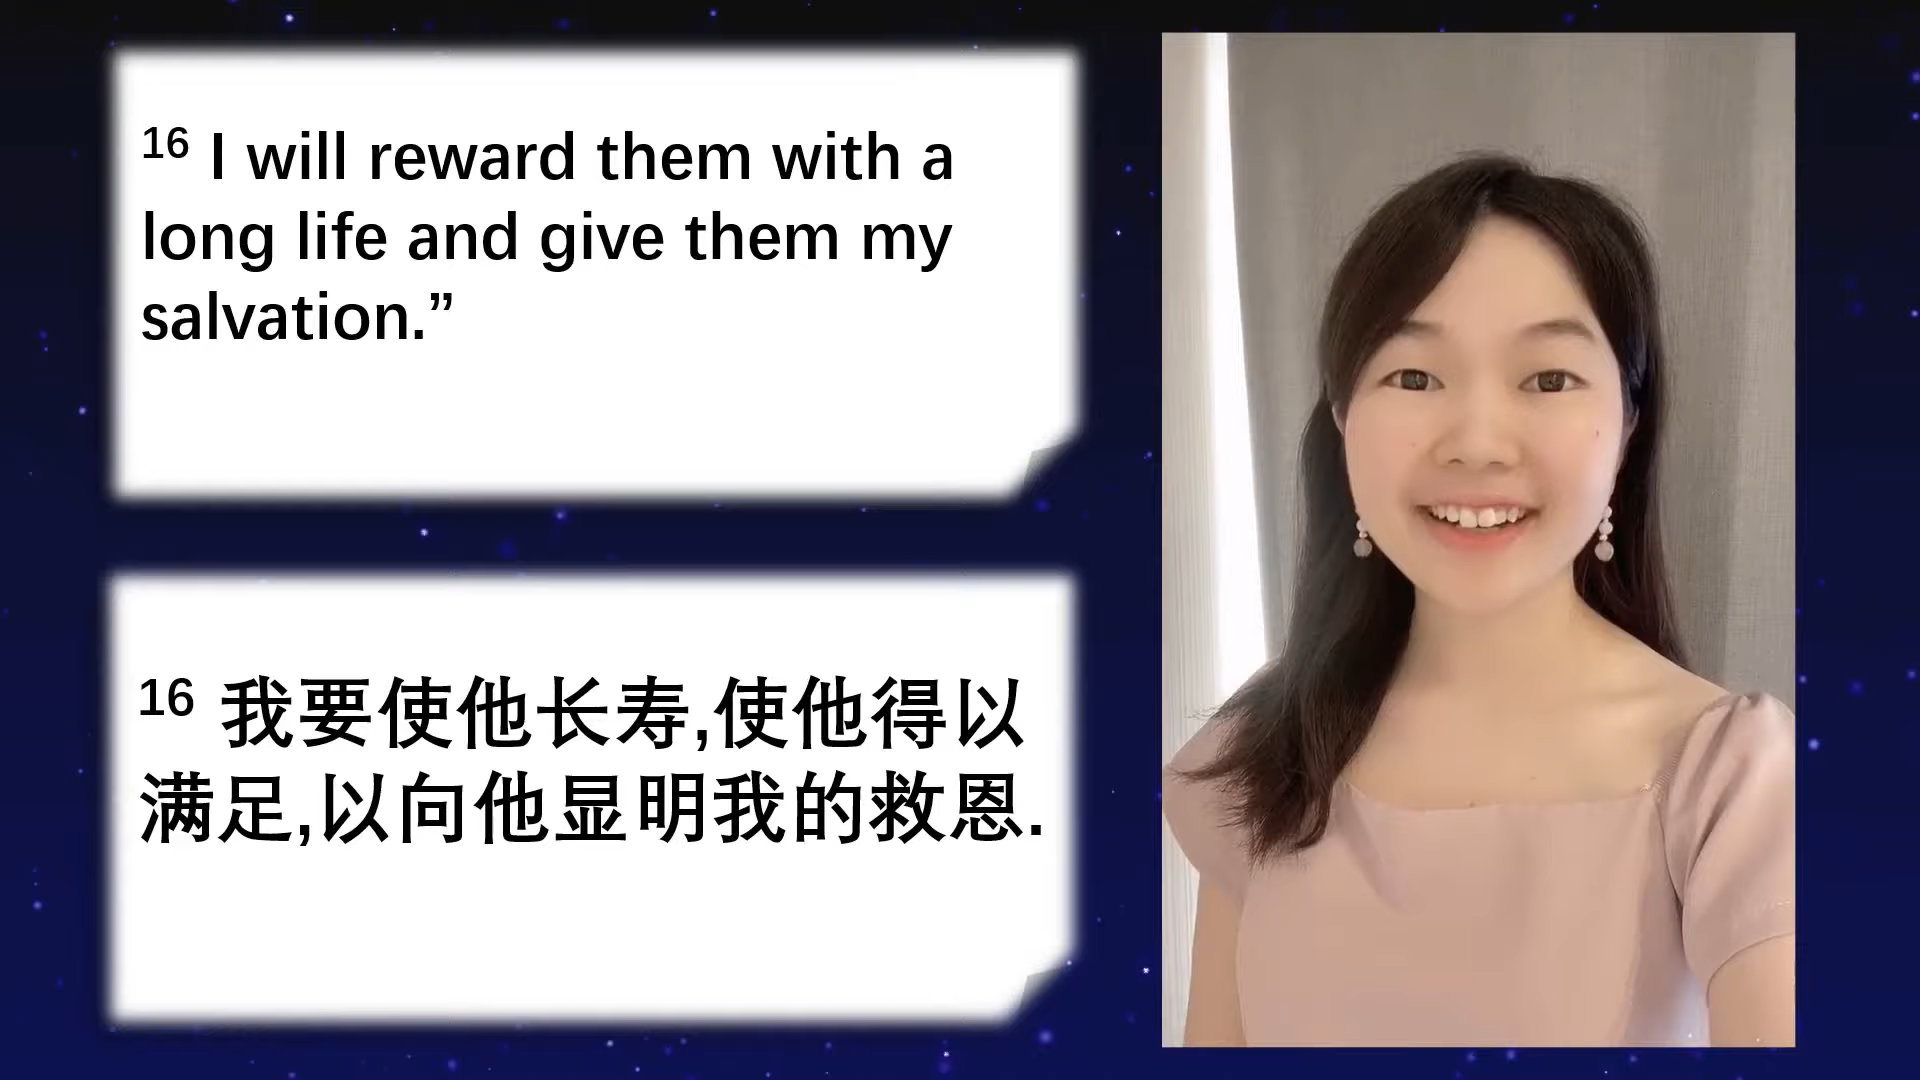 16 I will reward them with a
long life and give them my
salvation.”
16 我要使他长寿,使他得以
满足,以向他显明我的救恩.